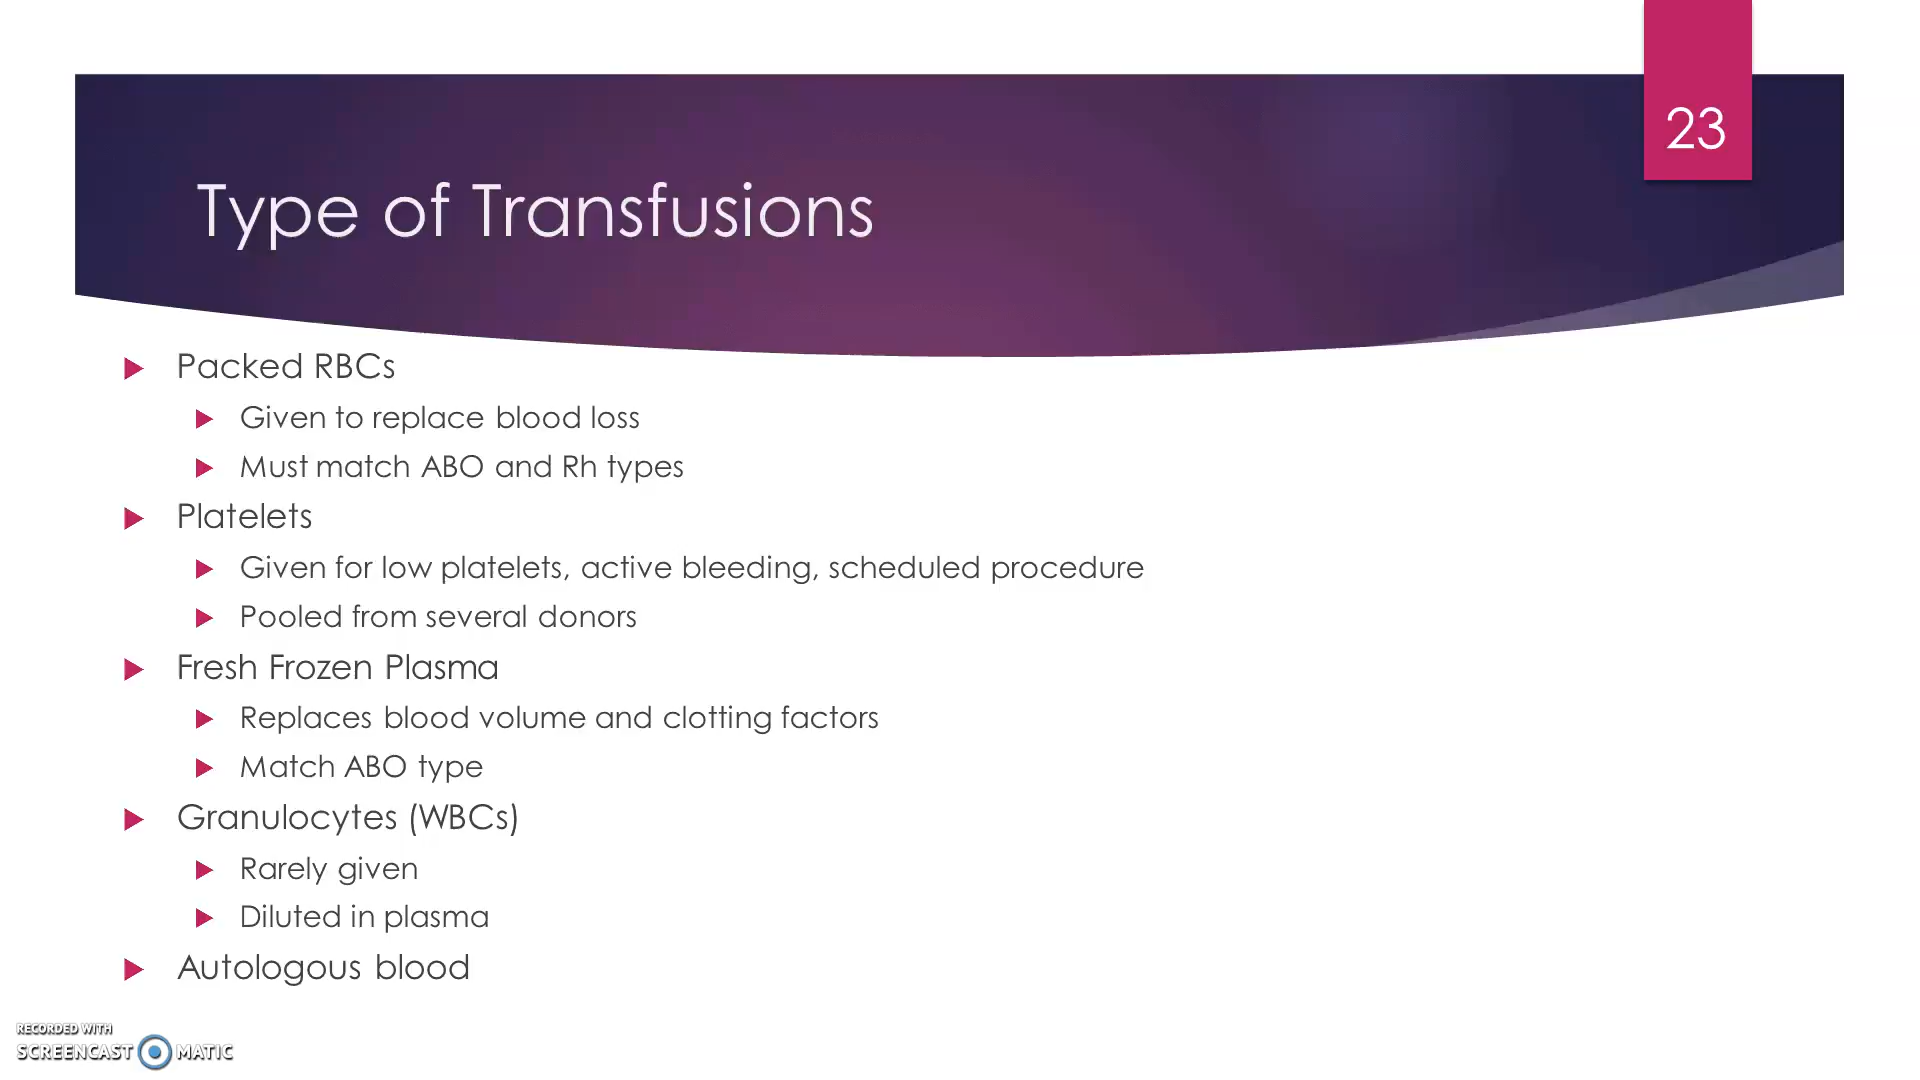 23
Type of Transfusions
Packed RBCs
Given to replace blood loss
Must match ABO and Rh types
Platelets
Given for low platelets, active bleeding, scheduled procedure
Pooled from several donors
Fresh Frozen Plasma
Replaces blood volume and clotting factors
Match ABO type
Granulocytes (WBCs)
Rarely given
Diluted in plasma
Autologous blood
RECORDED WITH
SCREENCAST MATIC